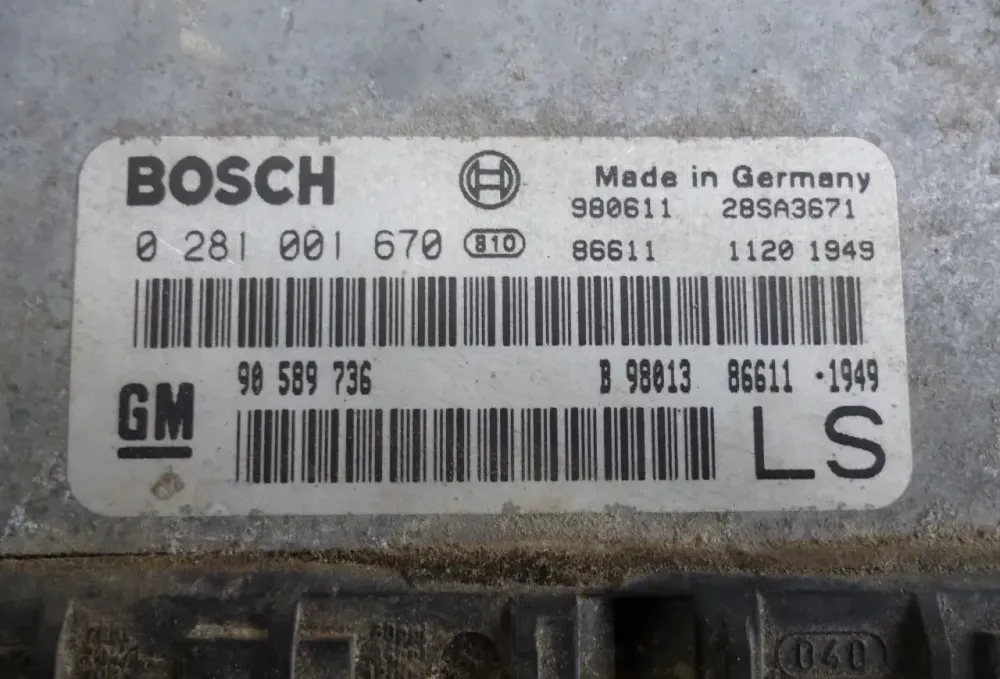 BOSCH
Made in Germany
980611 28SA3671
0 281 001 670 810
86611 1120 1949
90 589 736 B 98013 86611 ·1949
GM
LS
040